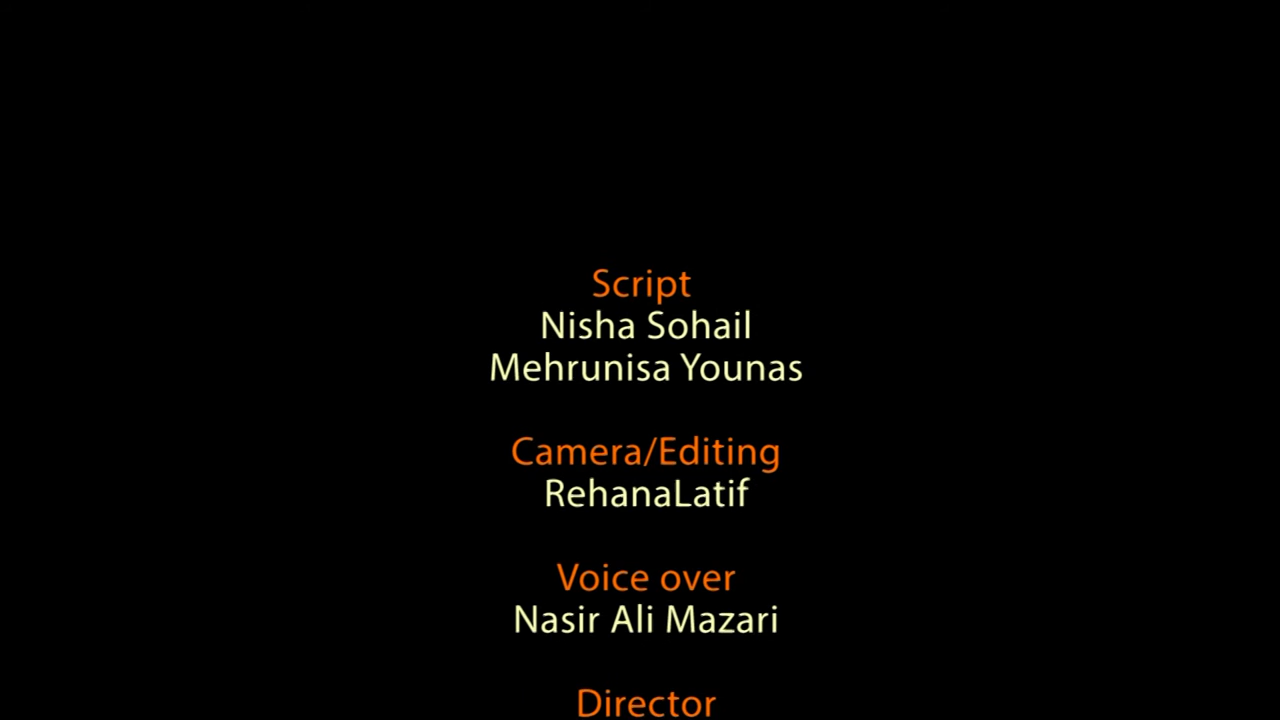 Script
Nisha Sohail
Mehrunisa Younas
Camera/Editing
RehanaLatif
Voice over
Nasir Ali Mazari
Director